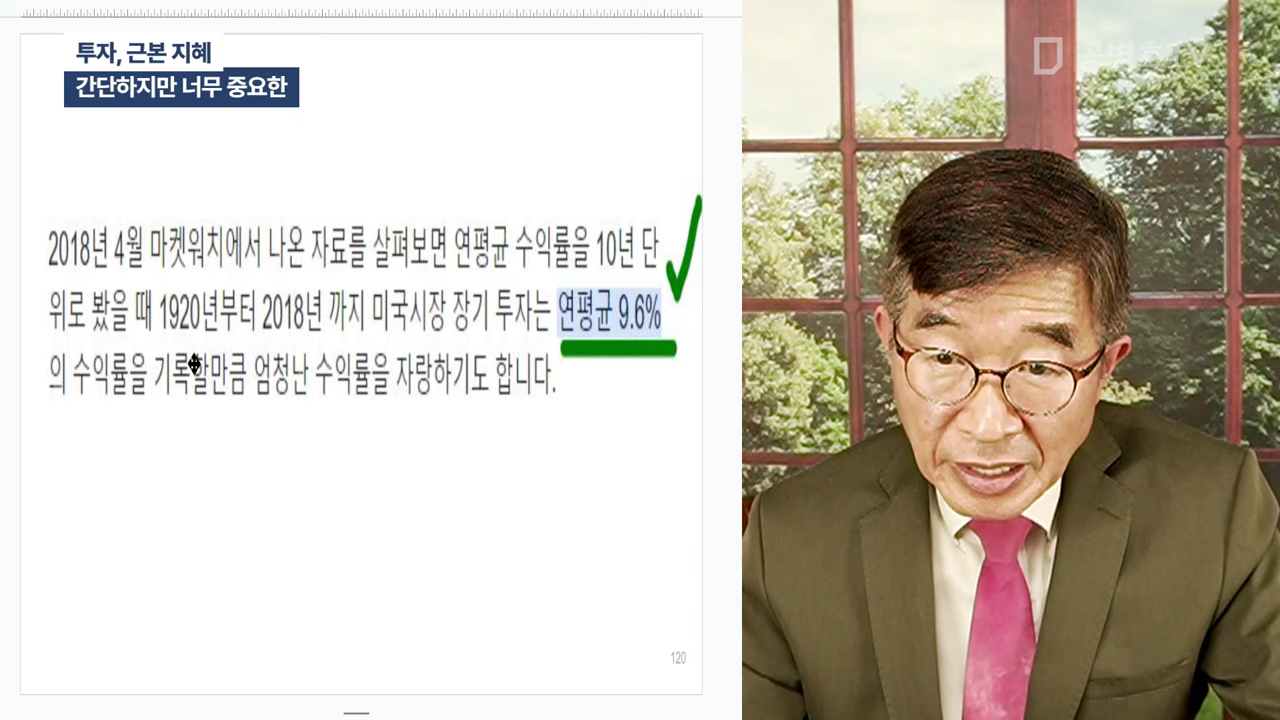 투자, 근본 지혜
간단하지만 너무 중요한
공병호TV
2018년 4월 마켓워치에서 나온 자료를 살펴보면 연평균 수익률을 10년 단
위로 봤을 때 1920년부터 2018년 까지 미국시장 장기 투자는 연평균 9.6%
의 수익률을 기록할만큼 엄청난 수익률을 자랑하기도 합니다.
120